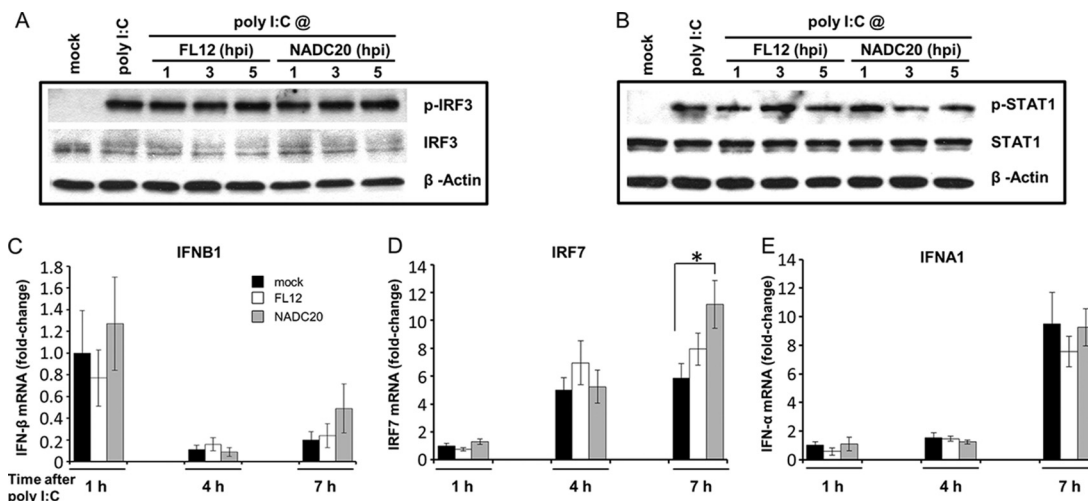 A
poly I:C @
mock
poly I:C
FL12 (hpi) NADC20 (hpi)
1 3 5 1 3 5
p-IRF3
IRF3
β -Actin
B
poly I:C @
mock
poly I:C
FL12 (hpi) NADC20 (hpi)
1 3 5 1 3 5
p-STAT1
STAT1
β -Actin
C
IFNB1
IFN-β mRNA (fold-change)
1.8
1.6
1.4
1.2
1.0
0.8
0.6
0.4
0.2
0
mock
FL12
NADC20
Time after
poly I:C
1 h 4 h 7 h
D
IRF7
IRF7 mRNA (fold-change)
14
12
10
8
6
4
2
0
*
1 h 4 h 7 h
E
IFNA1
IFN-α mRNA (fold-change)
14
12
10
8
6
4
2
0
1 h 4 h 7 h